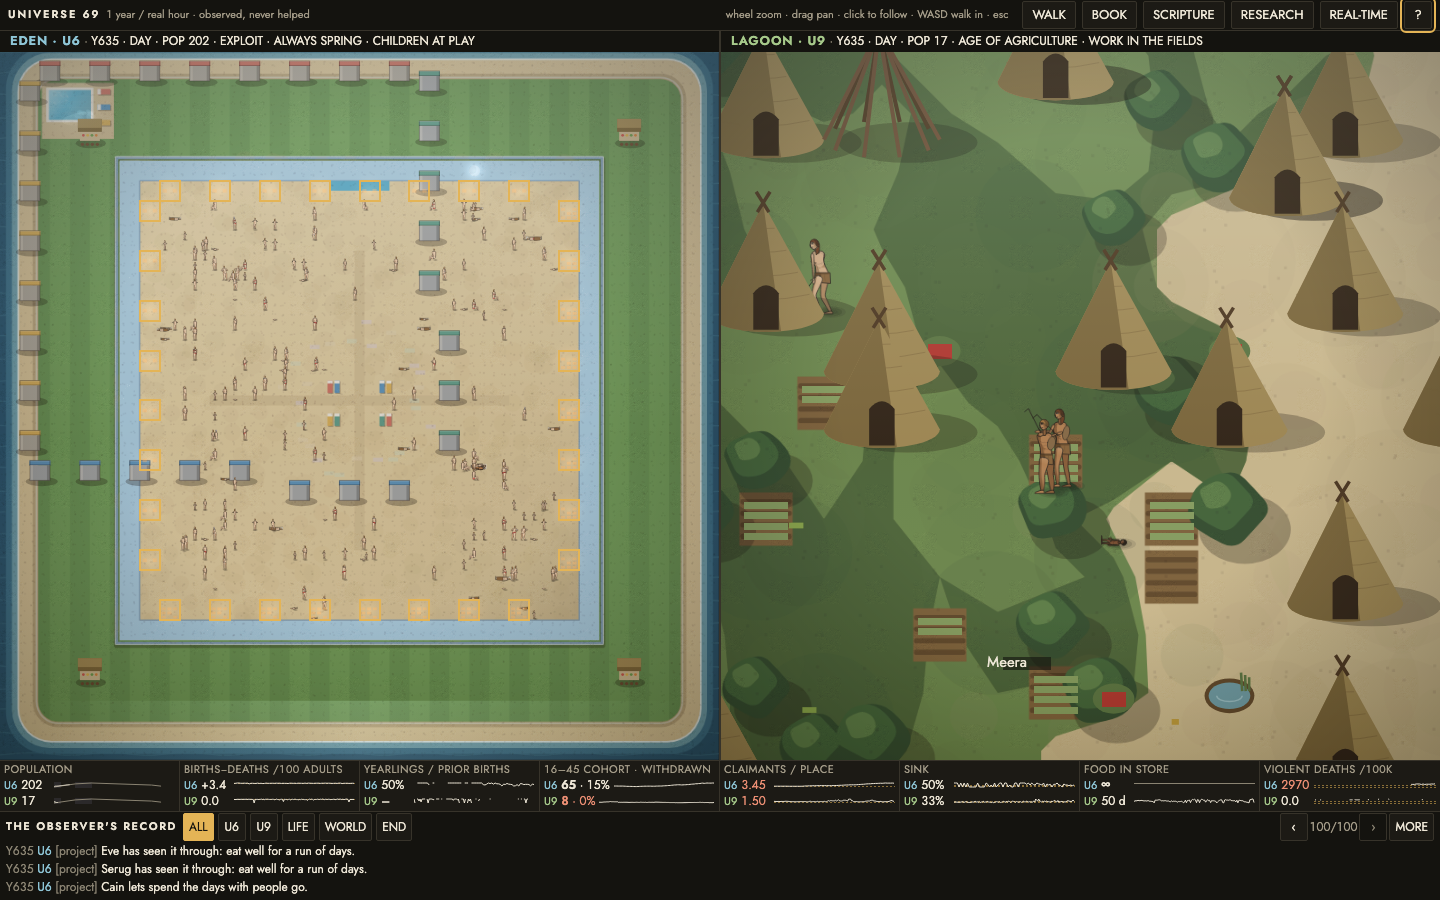 UNIVERSE 69 1 year / real hour · observed, never helped
wheel zoom · drag pan · click to follow · WASD walk in · esc WALK BOOK SCRIPTURE RESEARCH REAL-TIME ?
EDEN · U6 · Y635 · DAY · POP 202 · EXPLOIT · ALWAYS SPRING · CHILDREN AT PLAY
LAGOON · U9 · Y635 · DAY · POP 17 · AGE OF AGRICULTURE · WORK IN THE FIELDS
Meera
POPULATION
U6 202
U9 17
BIRTHS–DEATHS /100 ADULTS
U6 +3.4
U9 0.0
YEARLINGS / PRIOR BIRTHS
U6 50%
U9 –
16–45 COHORT · WITHDRAWN
U6 65 · 15%
U9 8 · 0%
CLAIMANTS / PLACE
U6 3.45
U9 1.50
SINK
U6 50%
U9 33%
FOOD IN STORE
U6 ∞
U9 50 d
VIOLENT DEATHS /100K
U6 2970
U9 0.0
THE OBSERVER'S RECORD ALL U6 U9 LIFE WORLD END ‹ 100/100 › MORE
Y635 U6 [project] Eve has seen it through: eat well for a run of days.
Y635 U6 [project] Serug has seen it through: eat well for a run of days.
Y635 U6 [project] Cain lets spend the days with people go.